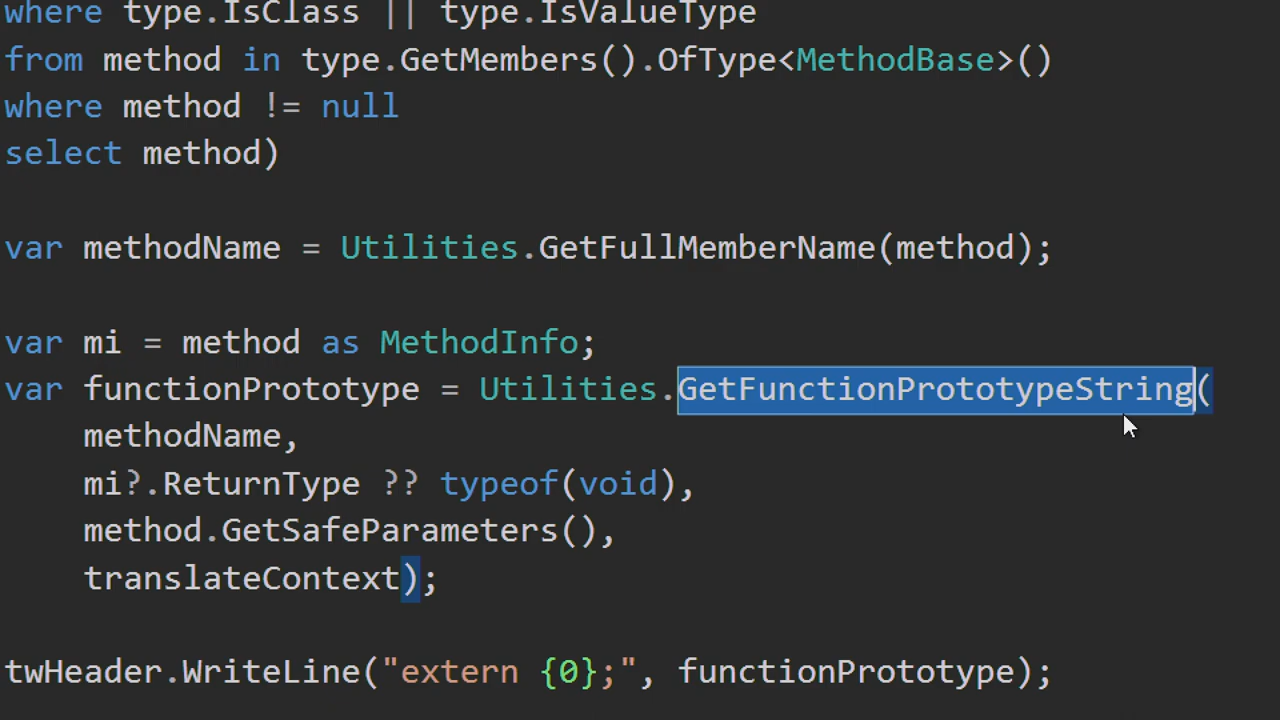 where type.IsClass || type.IsValueType
from method in type.GetMembers().OfType<MethodBase>()
where method != null
select method)
var methodName = Utilities.GetFullMemberName(method);
var mi = method as MethodInfo;
var functionPrototype = Utilities.GetFunctionPrototypeString(
methodName,
mi?.ReturnType ?? typeof(void),
method.GetSafeParameters(),
translateContext);
twHeader.WriteLine("extern {0};", functionPrototype);